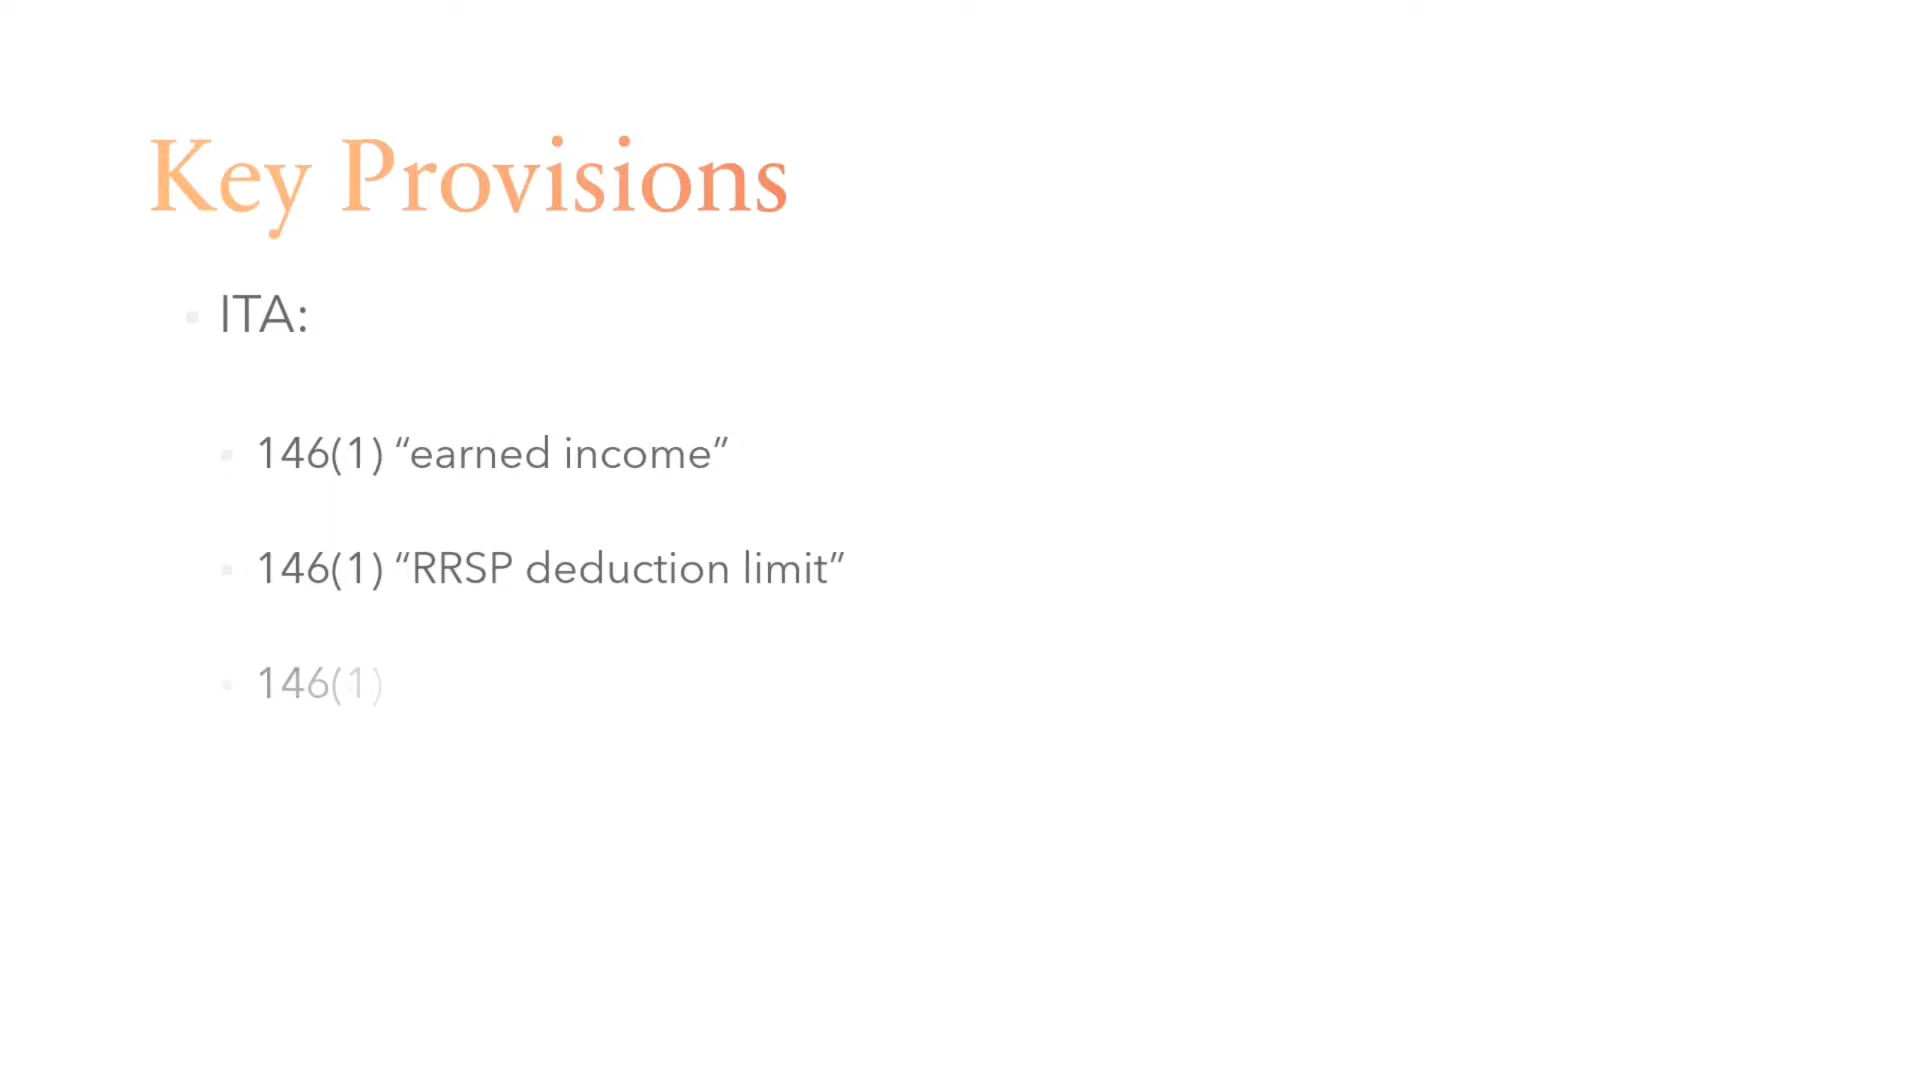 Key Provisions
ITA:
146(1) “earned income”
146(1) “RRSP deduction limit”
146(1)